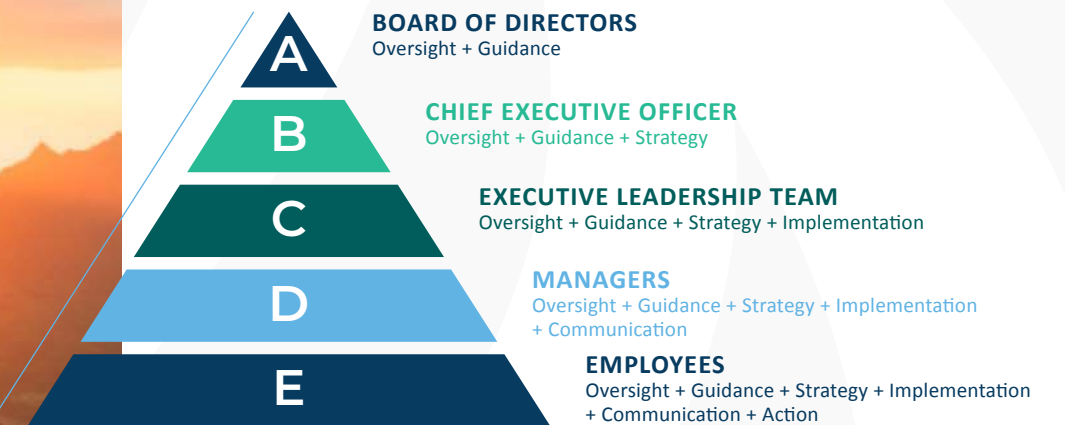 A
BOARD OF DIRECTORS
Oversight + Guidance
B
CHIEF EXECUTIVE OFFICER
Oversight + Guidance + Strategy
C
EXECUTIVE LEADERSHIP TEAM
Oversight + Guidance + Strategy + Implementation
D
MANAGERS
Oversight + Guidance + Strategy + Implementation
+ Communication
E
EMPLOYEES
Oversight + Guidance + Strategy + Implementation
+ Communication + Action